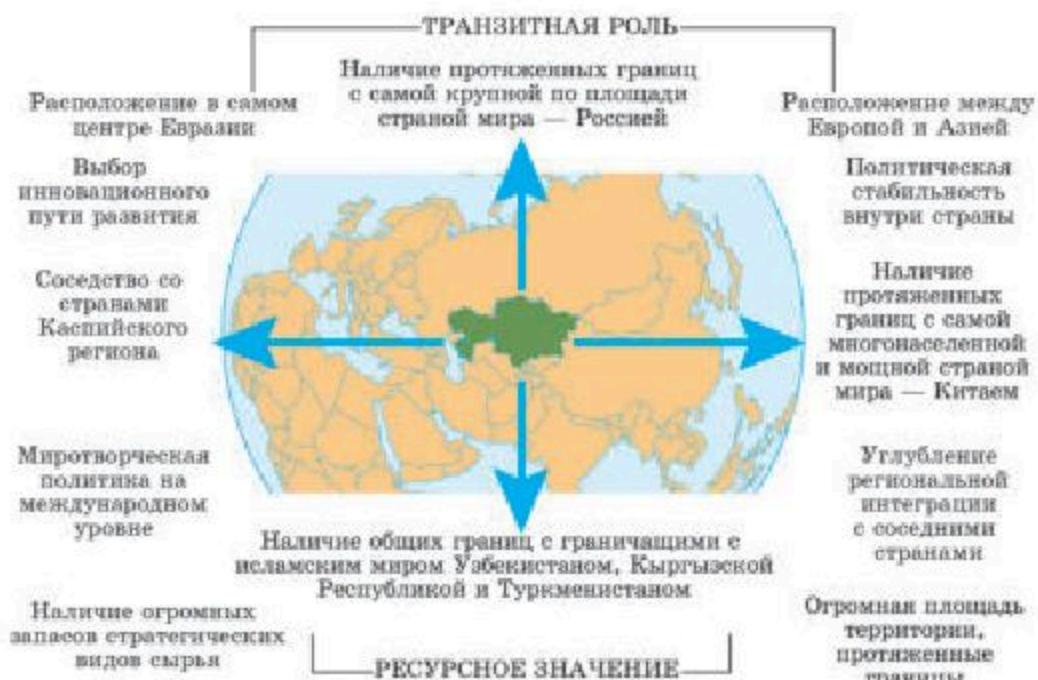 ТРАНЗИТНАЯ РОЛЬ
Наличие протяженных границ
с самой крупной по площади
страной мира — Россией
Расположение в самом
центре Евразии
Расположение между
Европой и Азией
Выбор
инновационного
пути развития
Политическая
стабильность
внутри страны
Соседство со
странами
Каспийского
региона
Наличие
протяженных
границ с самой
многонаселенной
и мощной страной
мира — Китаем
Миротворческая
политика на
международном
уровне
Углубление
региональной
интеграции
с соседними
странами
Наличие общих границ с граничащими с
исламским миром Узбекистаном, Кыргызской
Республикой и Туркменистаном
Наличие огромных
запасов стратегических
видов сырья
Огромная площадь
территории,
протяженные
границы
РЕСУРСНОЕ ЗНАЧЕНИЕ